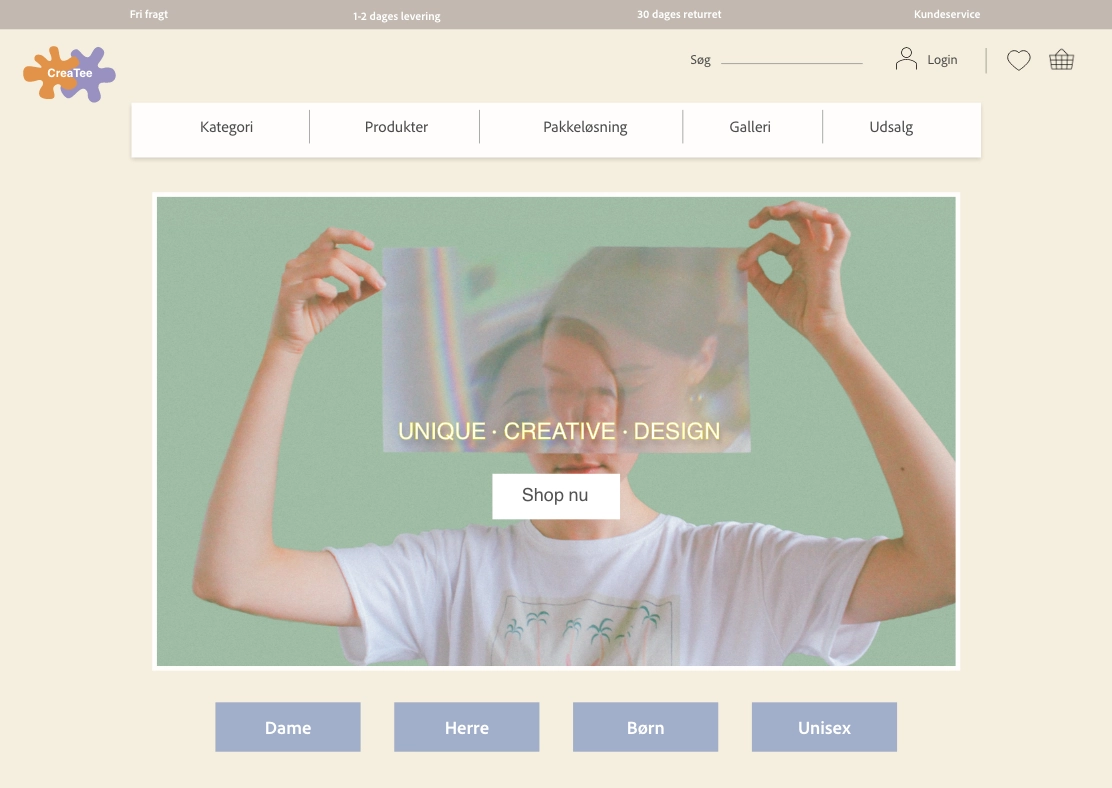 Fri fragt
1-2 dages levering
30 dages returret
Kundeservice
CreaTee
Søg
Login
Kategori
Produkter
Pakkeløsning
Galleri
Udsalg
UNIQUE · CREATIVE · DESIGN
Shop nu
Dame
Herre
Børn
Unisex